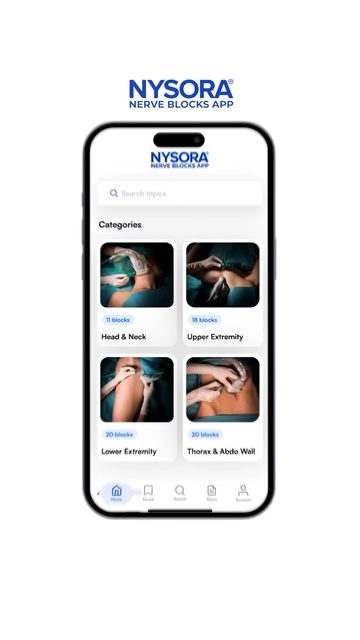 NYSORA®
NERVE BLOCKS APP
NYSORA®
NERVE BLOCKS APP
Search topics
Categories
11 blocks
18 blocks
Head & Neck
Upper Extremity
20 blocks
20 blocks
Lower Extremity
Thorax & Abdo Wall
Home
Saved
Search
Account